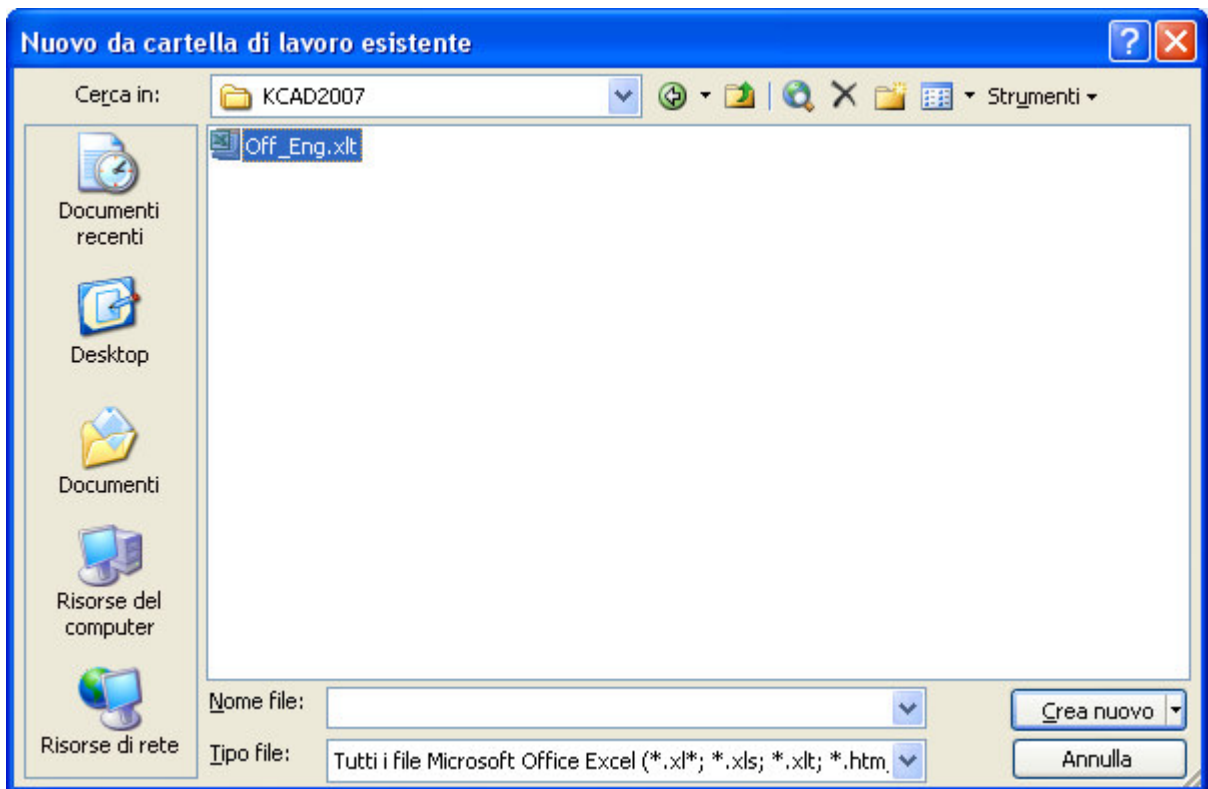 Nuovo da cartella di lavoro esistente
Cerca in:
KCAD2007
Strumenti
Off_Eng.xlt
Documenti
recenti
Desktop
Documenti
Risorse del
computer
Risorse di rete
Nome file:
Crea nuovo
Tipo file:
Tutti i file Microsoft Office Excel (*.xl*; *.xls; *.xlt; *.htm;
Annulla